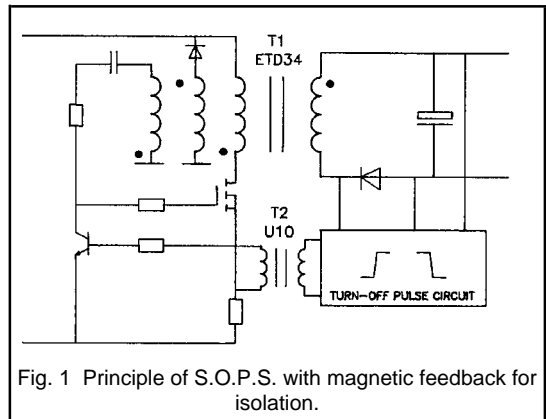 T1
ETD34
T2
U10
TURN-OFF PULSE CIRCUIT
Fig. 1 Principle of S.O.P.S. with magnetic feedback for
isolation.